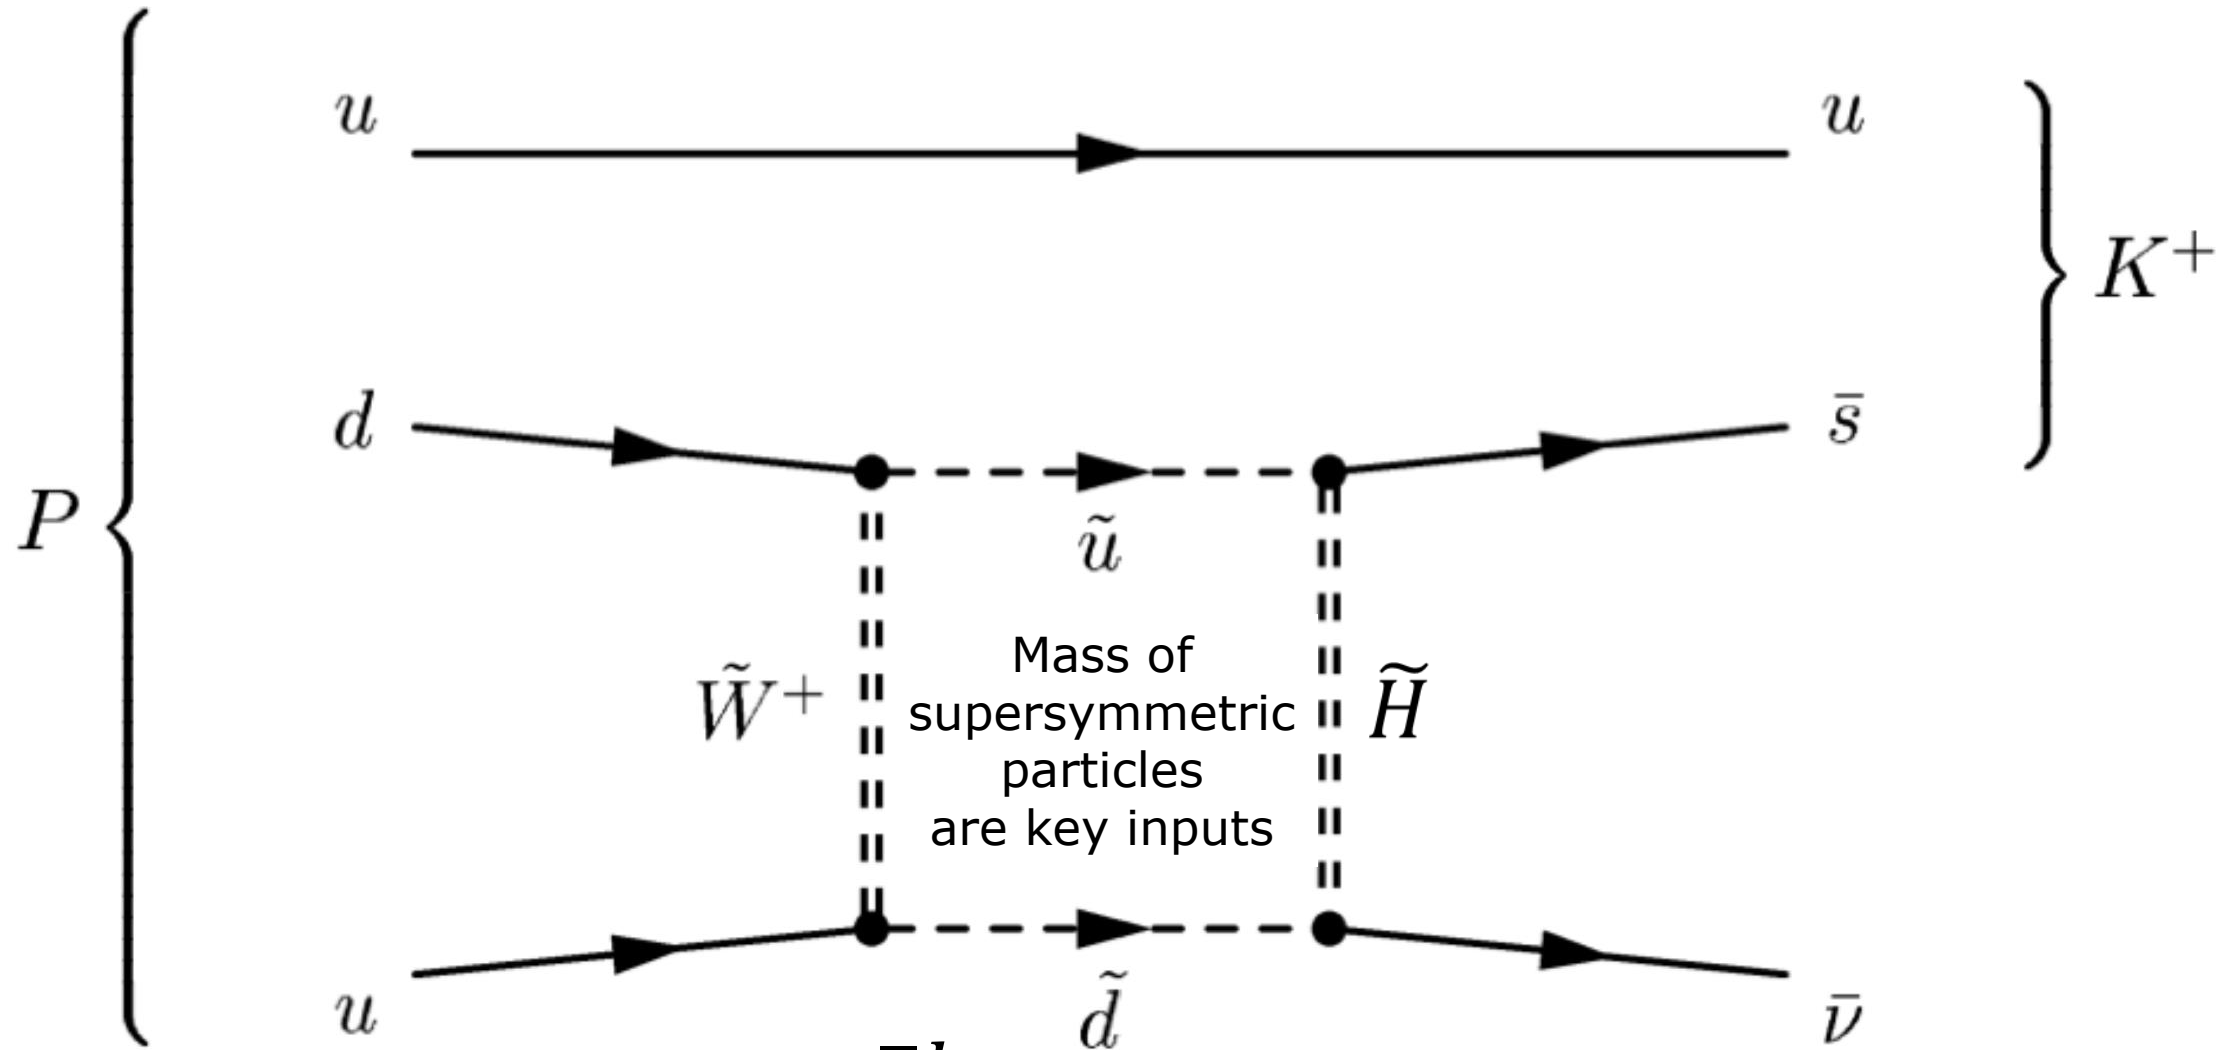 u
u
K⁺
d
s̄
P
ũ
W̃⁺
Mass of
supersymmetric
particles
are key inputs
H̃
u
d̃
ν̄